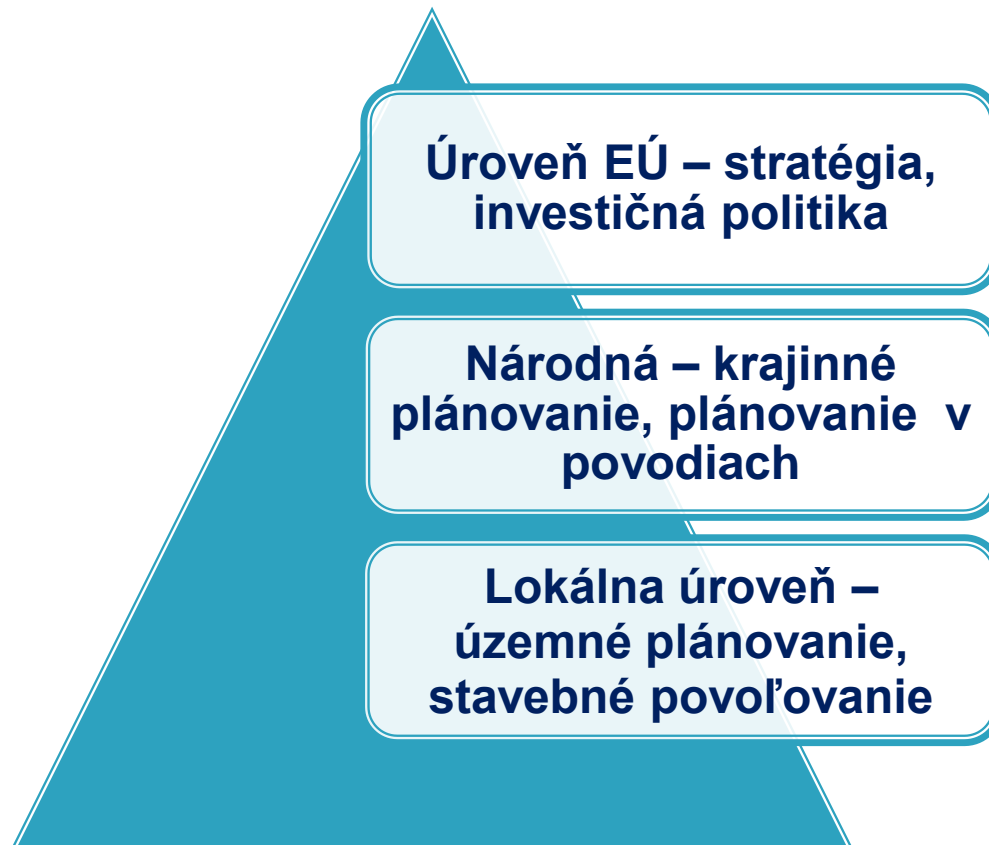 Úroveň EÚ – stratégia,
investičná politika
Národná – krajinné
plánovanie, plánovanie  v
povodiach
Lokálna úroveň –
územné plánovanie,
stavebné povoľovanie